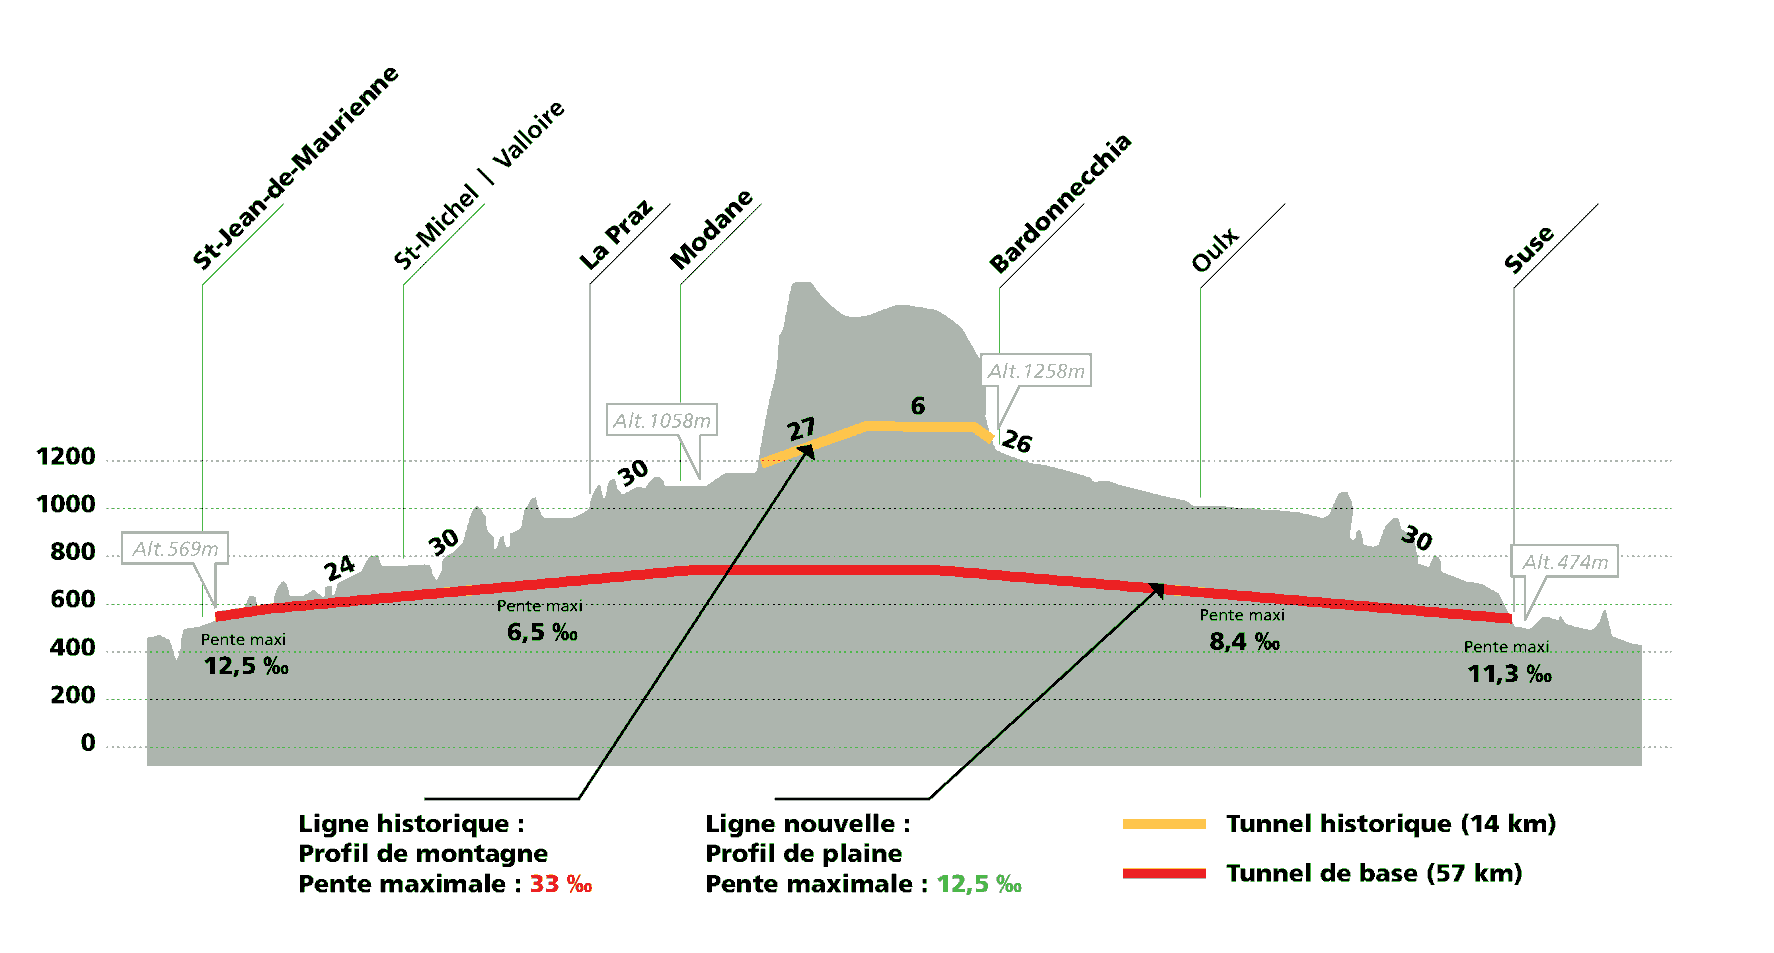 St-Jean-de-Maurienne
St-Michel | Valloire
La Praz
Modane
Bardonnecchia
Oulx
Suse
Alt.1258m
Alt.1058m
Alt.569m
Alt.474m
27
6
26
30
30
24
30
1200
1000
800
600
400
200
0
Pente maxi
12,5 ‰
Pente maxi
6,5 ‰
Pente maxi
8,4 ‰
Pente maxi
11,3 ‰
Ligne historique :
Profil de montagne
Pente maximale : 33 ‰
Ligne nouvelle :
Profil de plaine
Pente maximale : 12,5 ‰
Tunnel historique (14 km)
Tunnel de base (57 km)